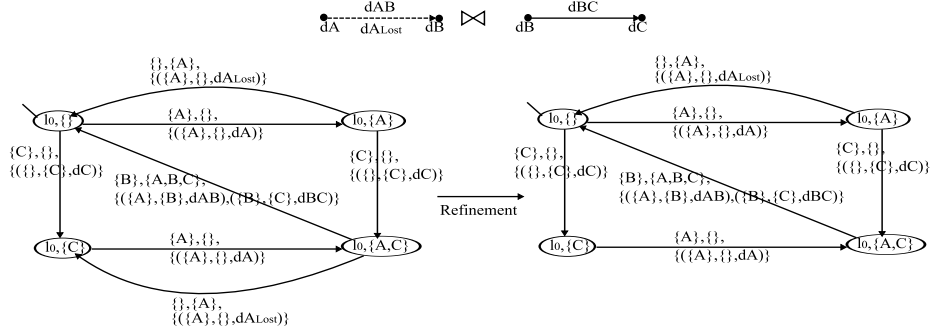 dAB
dA dALost dB
dBC
dB dC
{},{A},
{({A},{},dALost)}
l0,{}
{A},{},
{({A},{},dA)}
l0,{A}
{C},{},
{({},{C},dC)}
{C},{},
{({},{C},dC)}
{B},{A,B,C},
{({A},{B},dAB),({B},{C},dBC)}
l0,{C}
{A},{},
{({A},{},dA)}
l0,{A,C}
{},{A},
{({A},{},dALost)}
Refinement
{},{A},
{({A},{},dALost)}
l0,{}
{A},{},
{({A},{},dA)}
l0,{A}
{C},{},
{({},{C},dC)}
{C},{},
{({},{C},dC)}
{B},{A,B,C},
{({A},{B},dAB),({B},{C},dBC)}
l0,{C}
{A},{},
{({A},{},dA)}
l0,{A,C}